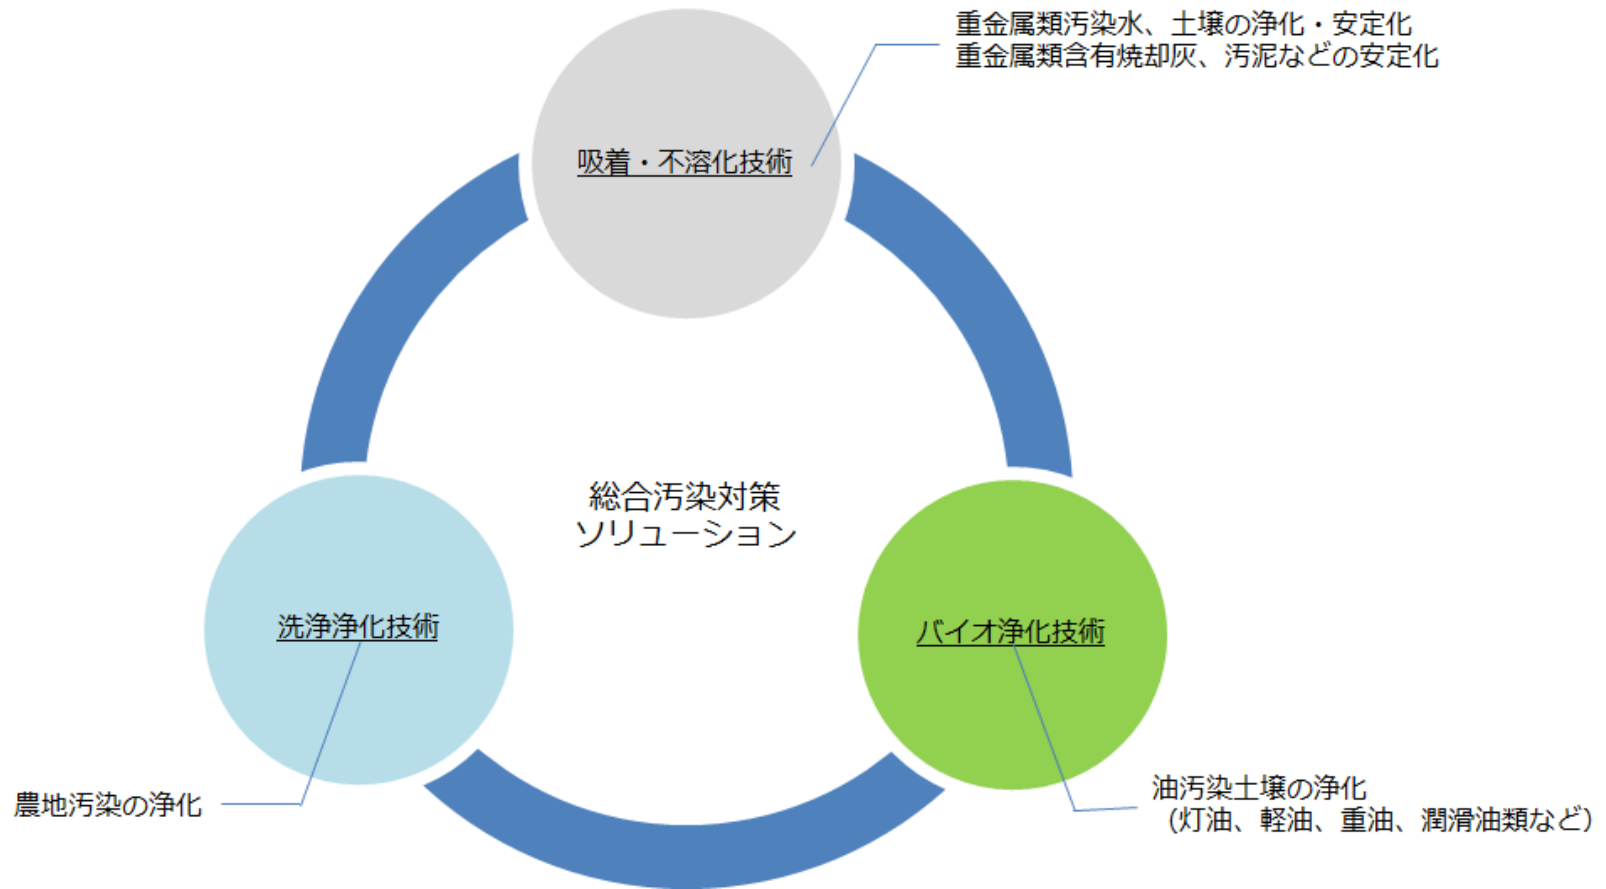 重金属類汚染水、土壌の浄化・安定化
重金属類含有焼却灰、汚泥などの安定化
吸着・不溶化技術
総合汚染対策
ソリューション
洗浄浄化技術
バイオ浄化技術
農地汚染の浄化
油汚染土壌の浄化
（灯油、軽油、重油、潤滑油類など）